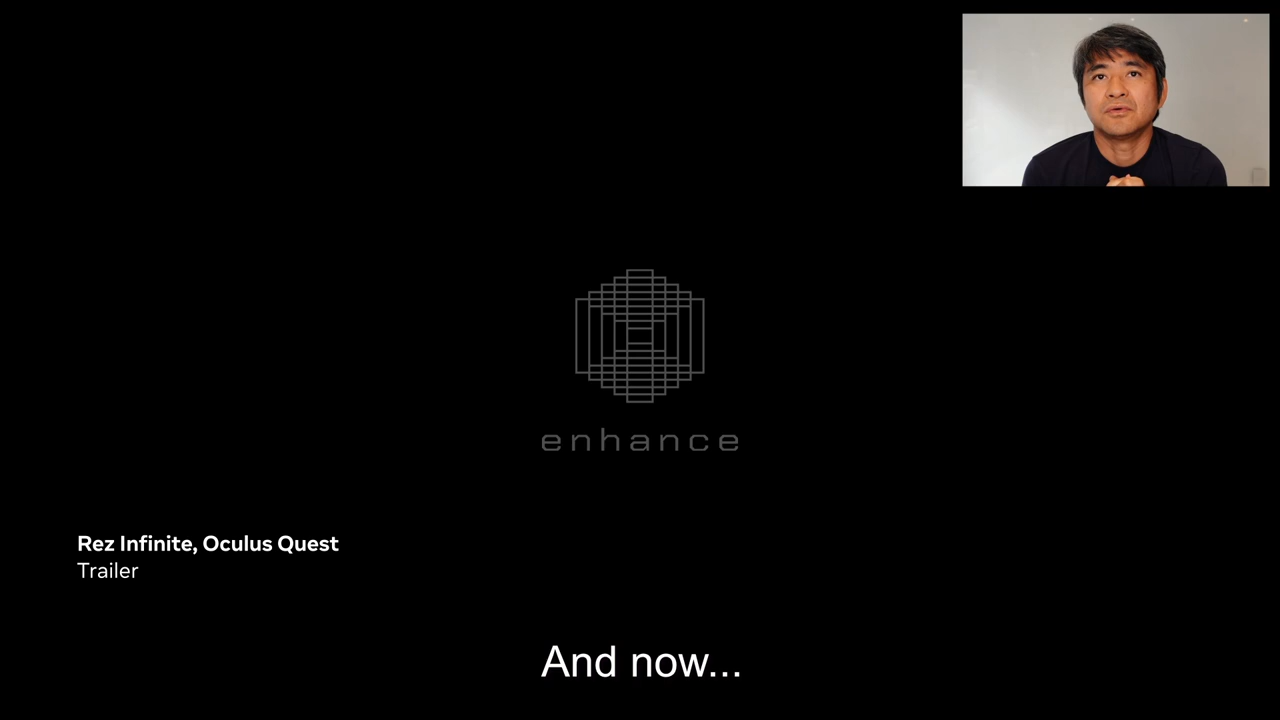 enhance
Rez Infinite, Oculus Quest
Trailer
And now...